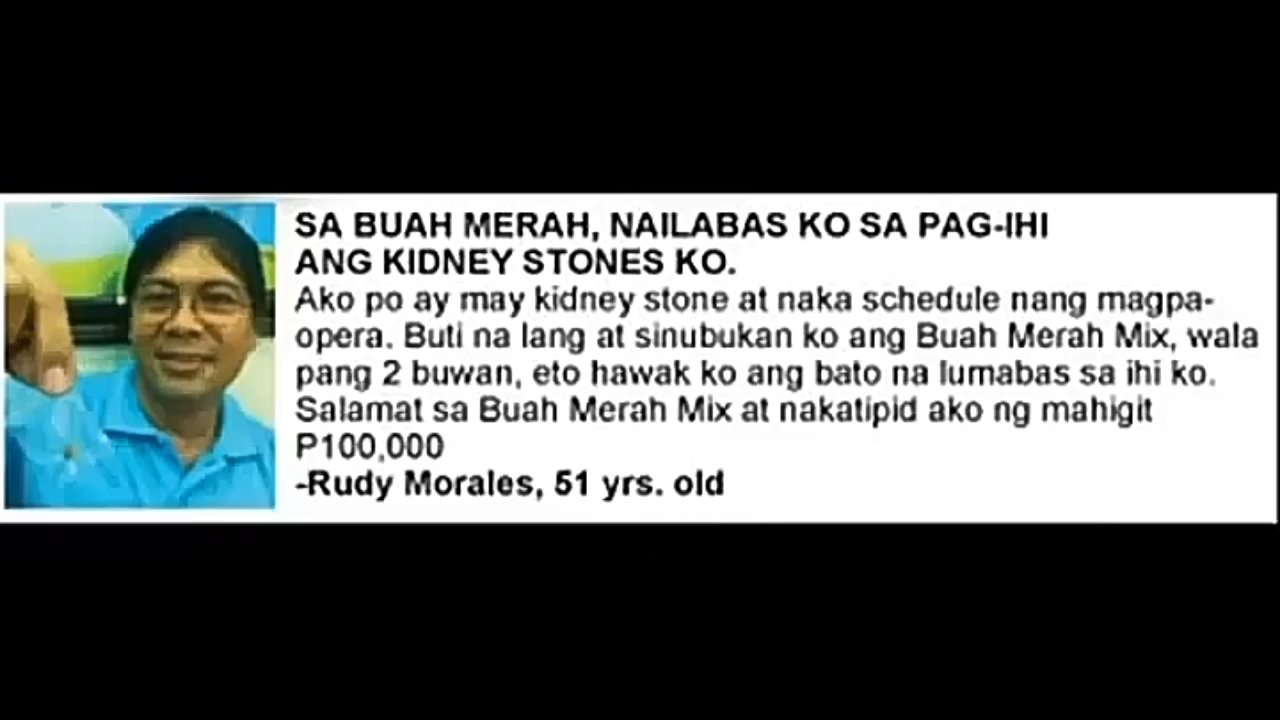 SA BUAH MERAH, NAILABAS KO SA PAG-IHI
ANG KIDNEY STONES KO.
Ako po ay may kidney stone at naka schedule nang magpa-
opera. Buti na lang at sinubukan ko ang Buah Merah Mix, wala
pang 2 buwan, eto hawak ko ang bato na lumabas sa ihi ko.
Salamat sa Buah Merah Mix at nakatipid ako ng mahigit
P100,000
-Rudy Morales, 51 yrs. old